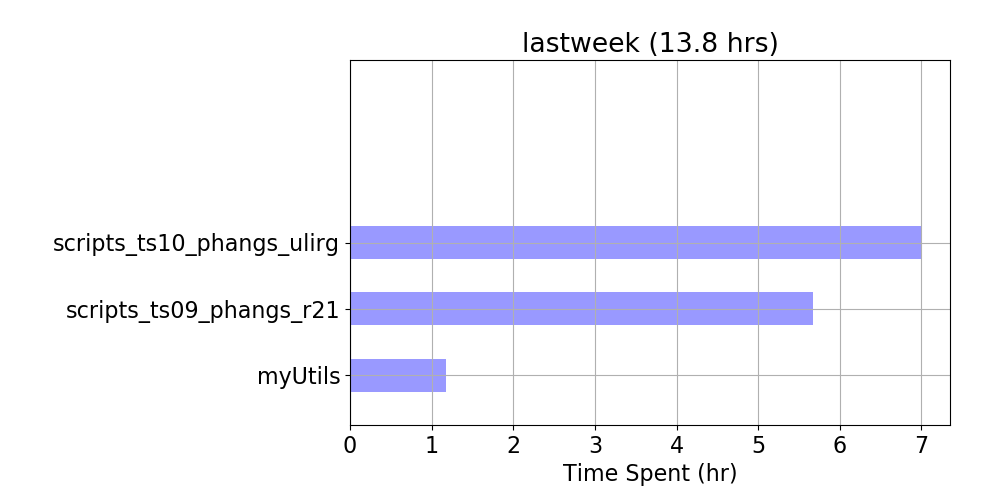 lastweek (13.8 hrs)
scripts_ts10_phangs_ulirg
scripts_ts09_phangs_r21
myUtils
0 1 2 3 4 5 6 7
Time Spent (hr)